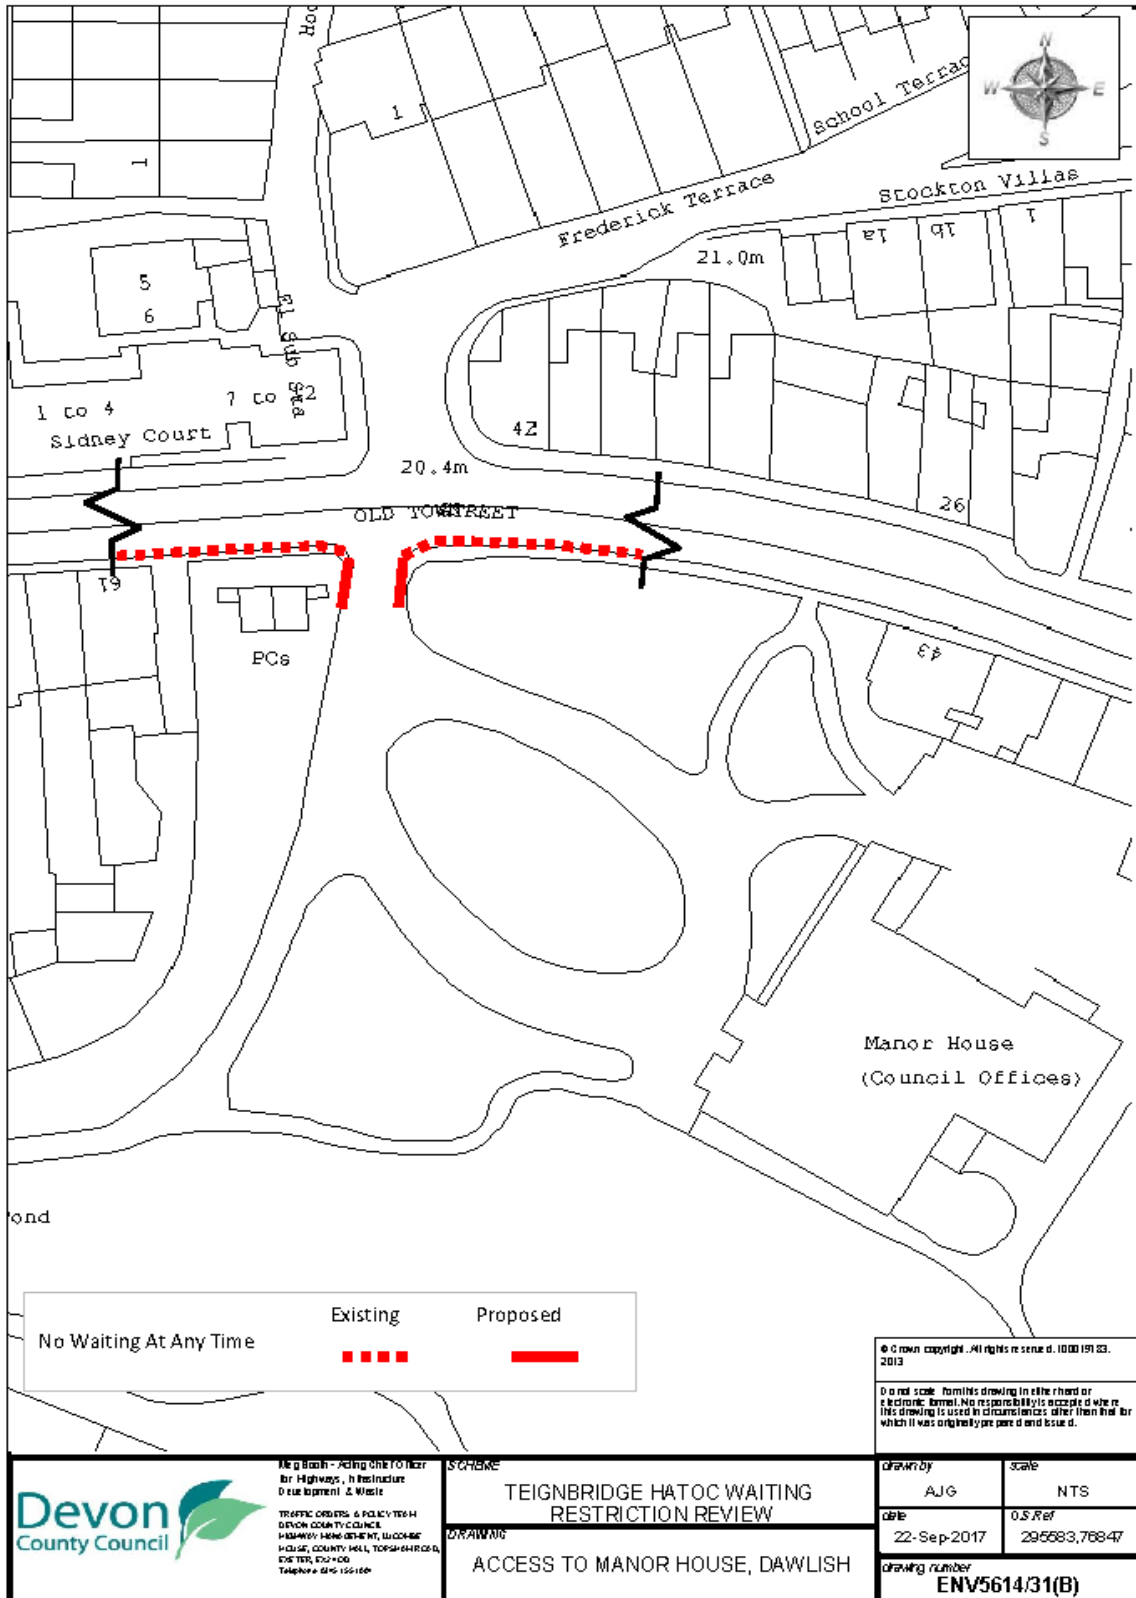 Hoo
N
W
E
S
School Terrac
1
1
Frederick Terrace
Stockton Villas
21.0m
1a
1b
1
5
6
El Sub Sta
1 to 4
7 to 12
Sidney Court
42
20.4m
26
OLD TOWN STREET
61
PCs
43
Manor House
(Council Offices)
ond
Existing
Proposed
No Waiting At Any Time
© Crown copyright. All rights reserved. 100019783.
2013
Do not scale from this drawing in either hard or
electronic format. No responsibility is accepted where
this drawing is used in circumstances other than that for
which it was originally prepared and issued.
Devon
County Council
Meg Booth - Acting Chief Officer
for Highways, Infrastructure
Development & Waste
TRAFFIC ORDERS & POLICY TEAM
DEVON COUNTY COUNCIL
HIGHWAY MANAGEMENT, LUCOMBE
HOUSE, COUNTY HALL, TOPSHAM ROAD,
EXETER,
Telephone
SCHEME
TEIGNBRIDGE HATOC WAITING
RESTRICTION REVIEW
DRAWING
ACCESS TO MANOR HOUSE, DAWLISH
drawn by
AJG
scale
NTS
date
22-Sep-2017
O.S Ref
295583,76847
drawing number
ENV5614/31(B)